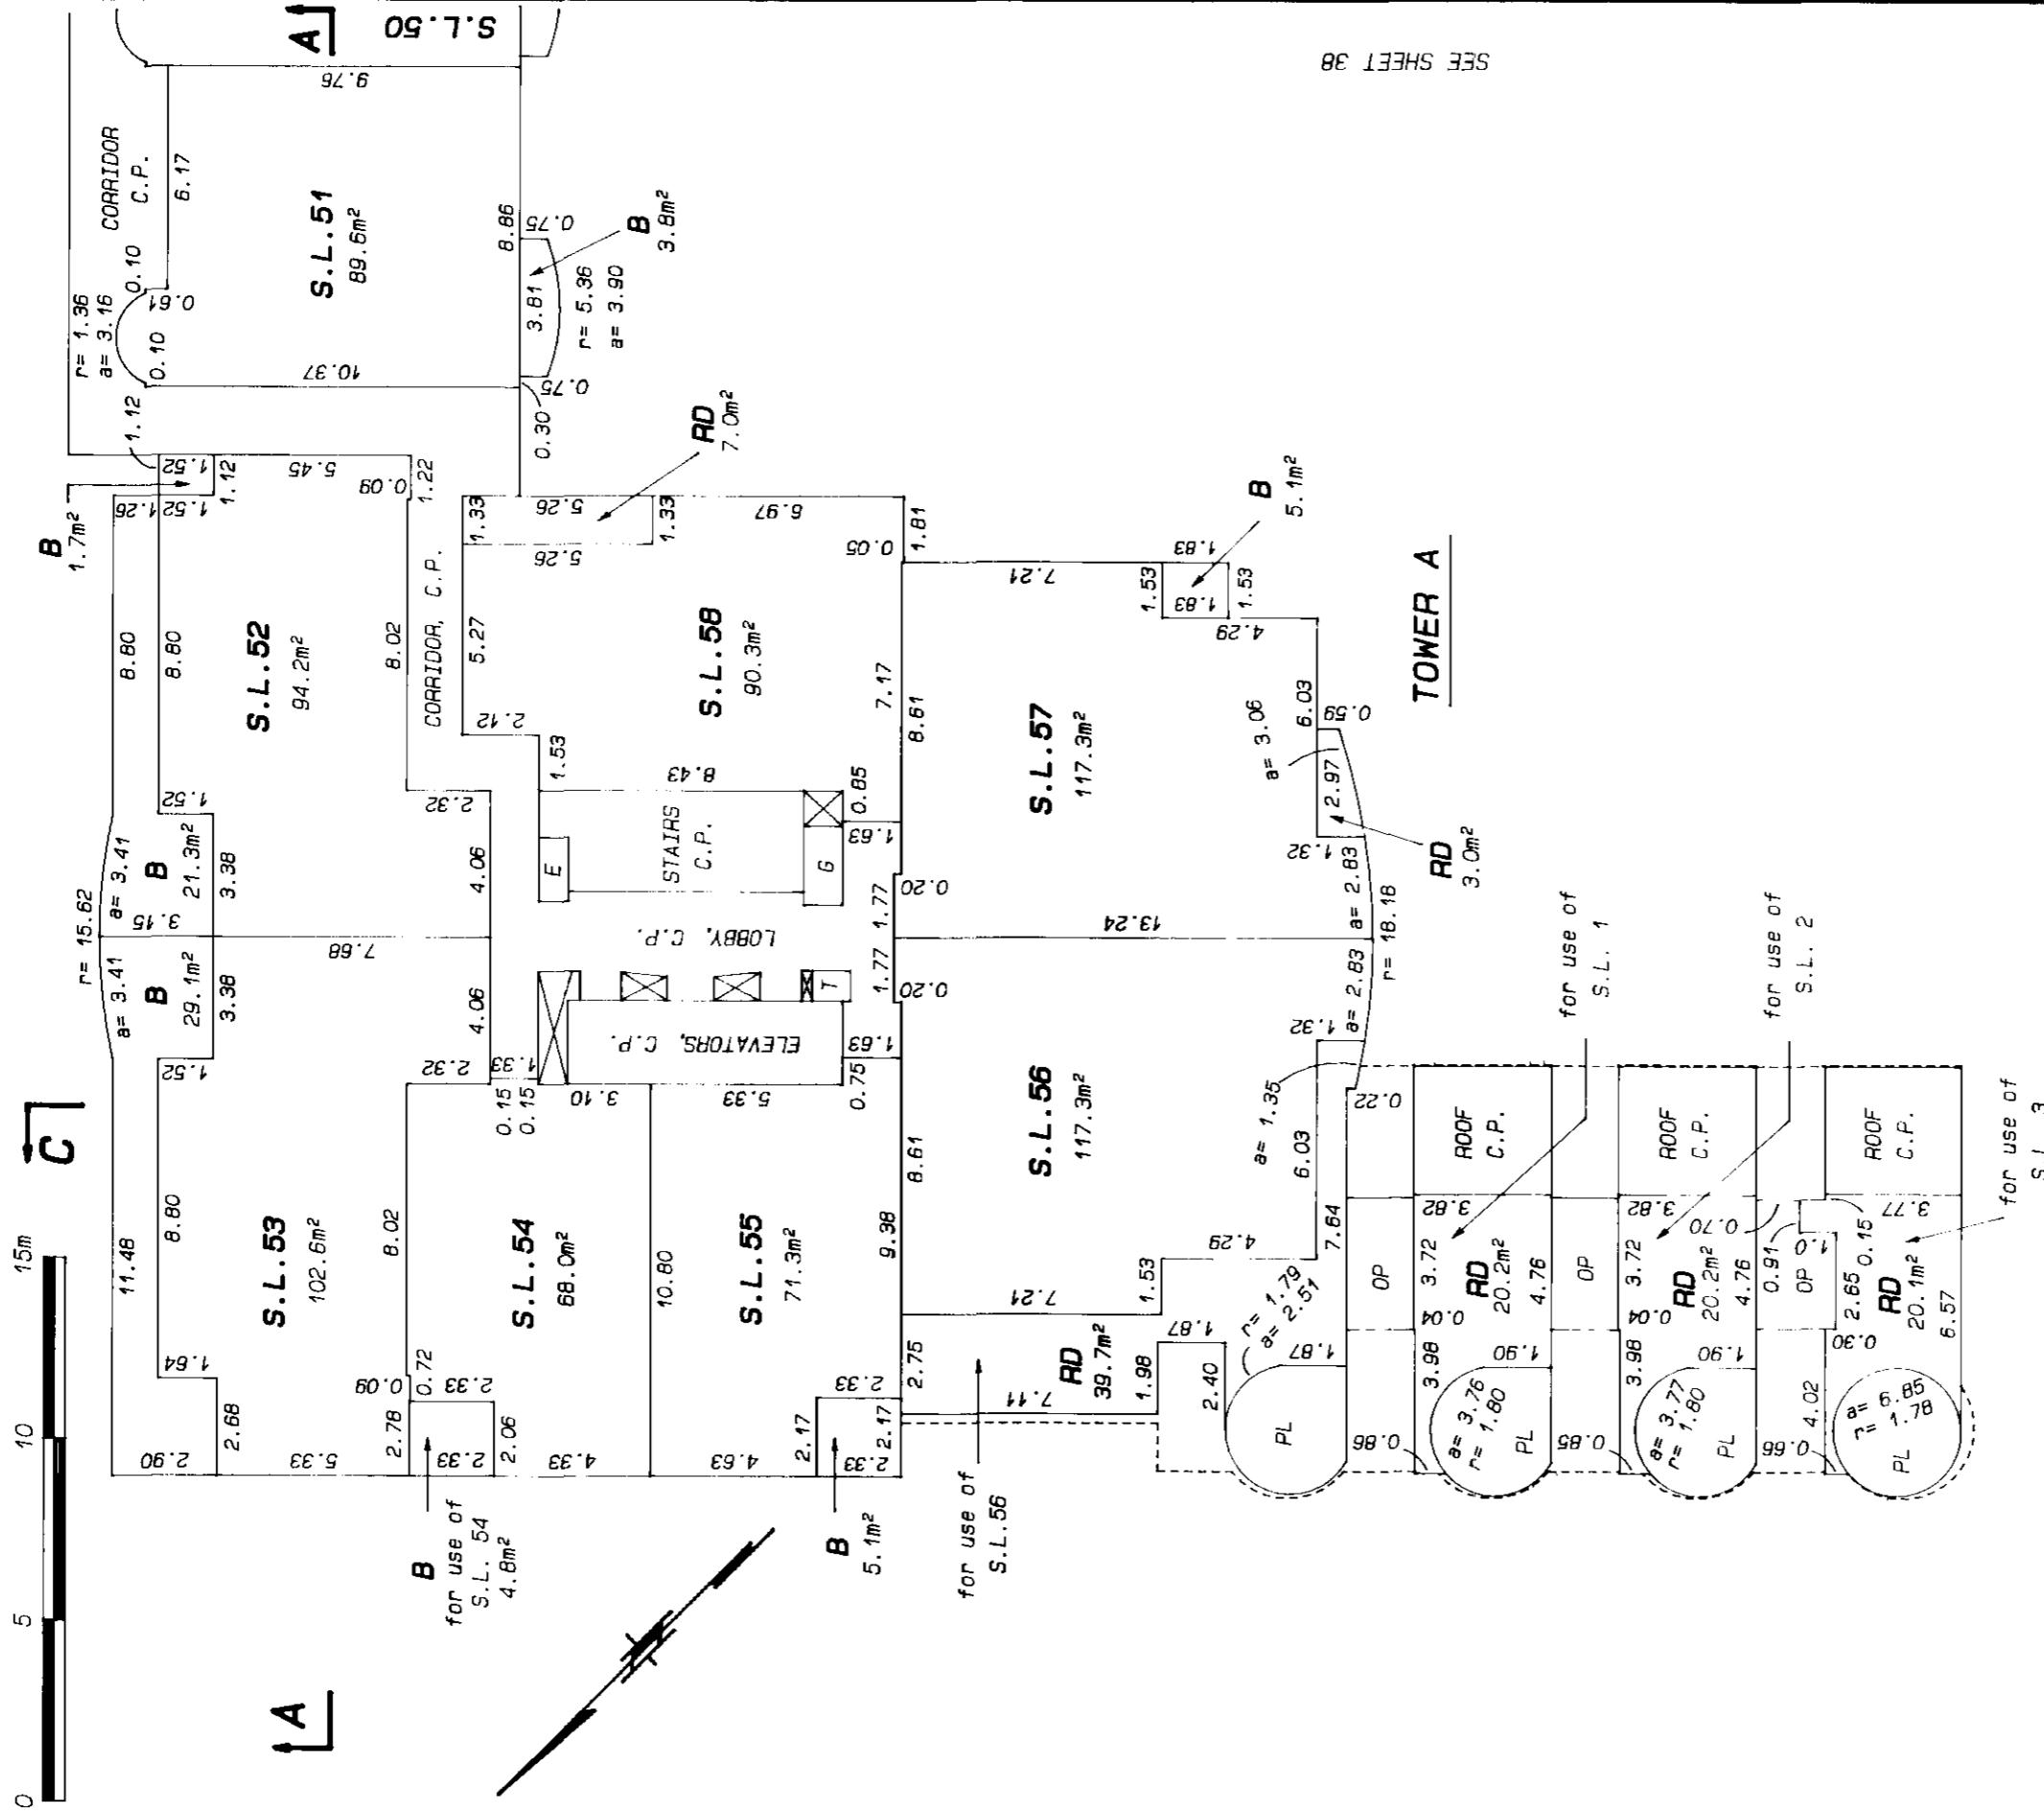 0 5 10 15m
C
A
A
S.L.50
SEE SHEET 38
CORRIDOR
C.P.
9.76
6.17
0.10
0.61
r= 1.36
a= 3.16
0.10
10.37
S.L.51
89.6m²
8.86
0.75
3.81
B
3.8m²
r= 5.36
a= 3.90
0.75
0.30
1.12
1.52
1.12
5.45
0.09
1.22
B
1.7m²
1.26
1.52
8.80
8.80
S.L.52
94.2m²
8.02
2.32
4.06
1.52
a= 3.41
B
21.3m²
3.38
r= 15.62
3.15
7.68
a= 3.41
B
29.1m²
3.38
1.52
4.06
2.32
11.48
8.80
S.L.53
102.6m²
8.02
1.64
2.68
2.90
5.33
0.09
0.72
2.78
2.33
2.33
2.06
B
for use of
S.L. 54
4.8m²
S.L.54
68.0m²
4.33
1.33
0.15
0.15
3.10
10.80
S.L.55
71.3m²
5.33
0.75
9.38
4.63
2.17
2.33
2.17
2.33
B
5.1m²
CORRIDOR, C.P.
1.33
5.26
1.33
5.26
RD
7.0m²
6.97
5.27
2.12
1.53
S.L.58
90.3m²
0.05
1.81
7.17
8.43
0.85
1.63
E
STAIRS
C.P.
G
LOBBY, C.P.
T
ELEVATORS, C.P.
1.63
1.77
0.20
1.77
0.20
8.61
S.L.57
117.3m²
7.21
1.53
1.83
1.83
1.53
B
5.1m²
4.29
6.03
0.59
a= 3.06
2.97
RD
3.0m²
1.32
a= 2.83
13.24
r= 18.18
TOWER A
8.61
S.L.56
117.3m²
a= 2.83
1.32
a= 1.35
0.22
6.03
7.64
4.29
1.53
7.21
2.75
RD
39.7m²
7.11
1.98
1.87
2.40
r= 1.79
a= 2.51
1.87
PL
for use of
S.L.56
for use of
S.L. 1
for use of
S.L. 2
for use of
S.L. 3
ROOF
C.P.
ROOF
C.P.
ROOF
C.P.
OP
3.82
3.72
RD
20.2m²
4.76
0.04
3.98
1.90
0.86
a= 3.76
r= 1.80
PL
OP
3.82
3.72
RD
20.2m²
4.76
0.04
3.98
1.90
0.85
a= 3.77
r= 1.80
PL
0.70
0.91
OP
1.0
0.15
2.65
3.77
RD
20.1m²
6.57
0.30
4.02
0.66
a= 6.85
r= 1.78
PL